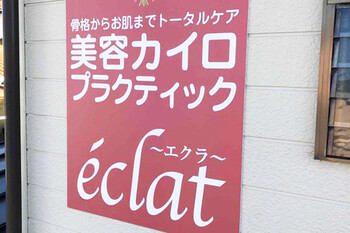 骨格からお肌までトータルケア
美容カイロ
プラクティック
～エクラ～
éclat